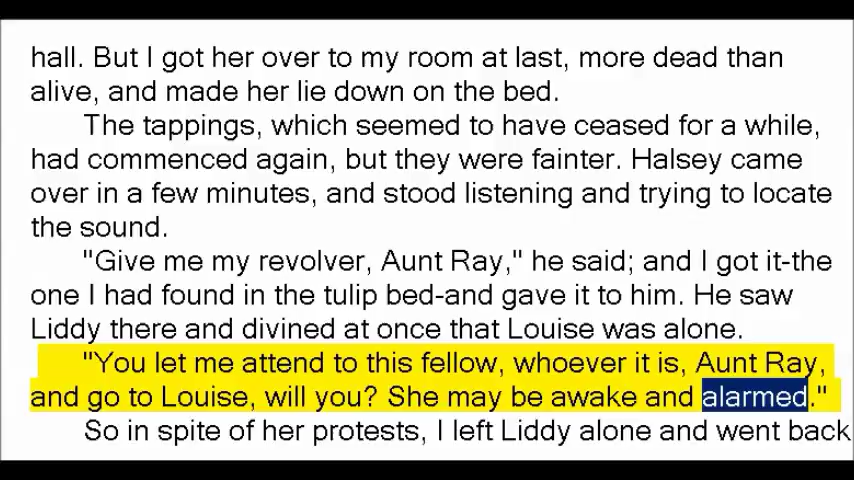 hall. But I got her over to my room at last, more dead than
alive, and made her lie down on the bed.
The tappings, which seemed to have ceased for a while,
had commenced again, but they were fainter. Halsey came
over in a few minutes, and stood listening and trying to locate
the sound.
"Give me my revolver, Aunt Ray," he said; and I got it-the
one I had found in the tulip bed-and gave it to him. He saw
Liddy there and divined at once that Louise was alone.
"You let me attend to this fellow, whoever it is, Aunt Ray,
and go to Louise, will you? She may be awake and alarmed."
So in spite of her protests, I left Liddy alone and went back